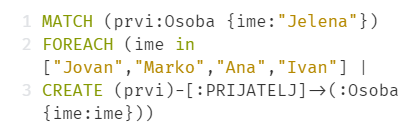 1 MATCH (prvi:Osoba {ime:"Jelena"})
2 FOREACH (ime in
["Jovan","Marko","Ana","Ivan"] |
3 CREATE (prvi)-[:PRIJATELJ]->(:Osoba
{ime:ime}))